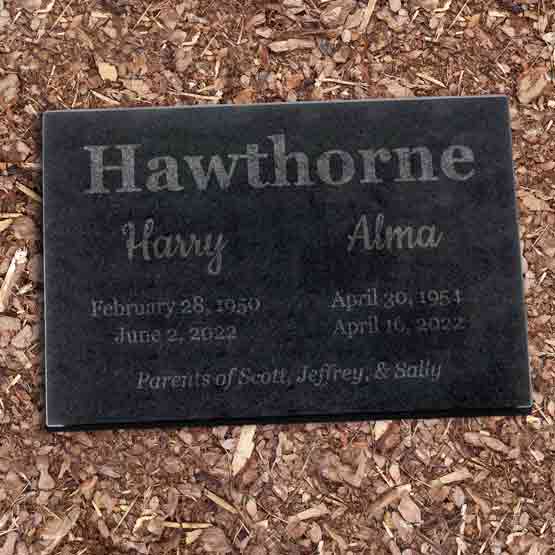 Hawthorne
Harry Alma
February 28, 1950 April 30, 1954
June 2, 2022 April 16, 2022
Parents of Scott, Jeffrey, & Sally